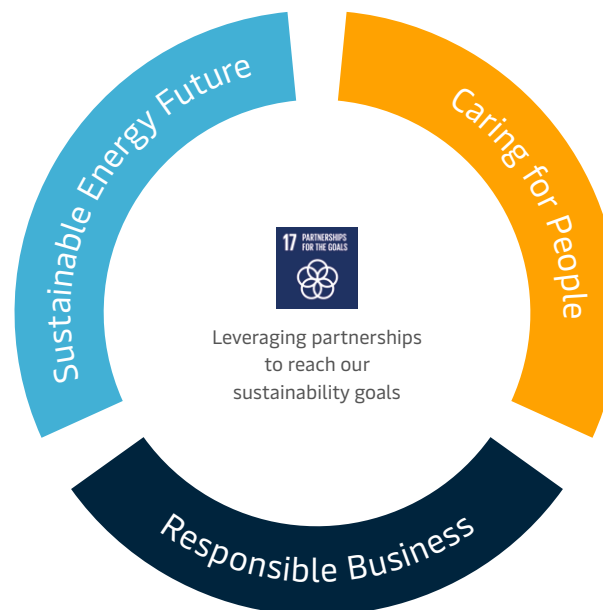 Sustainable Energy Future
Caring for People
17 PARTNERSHIPS
FOR THE GOALS
Leveraging partnerships
to reach our
sustainability goals
Responsible Business